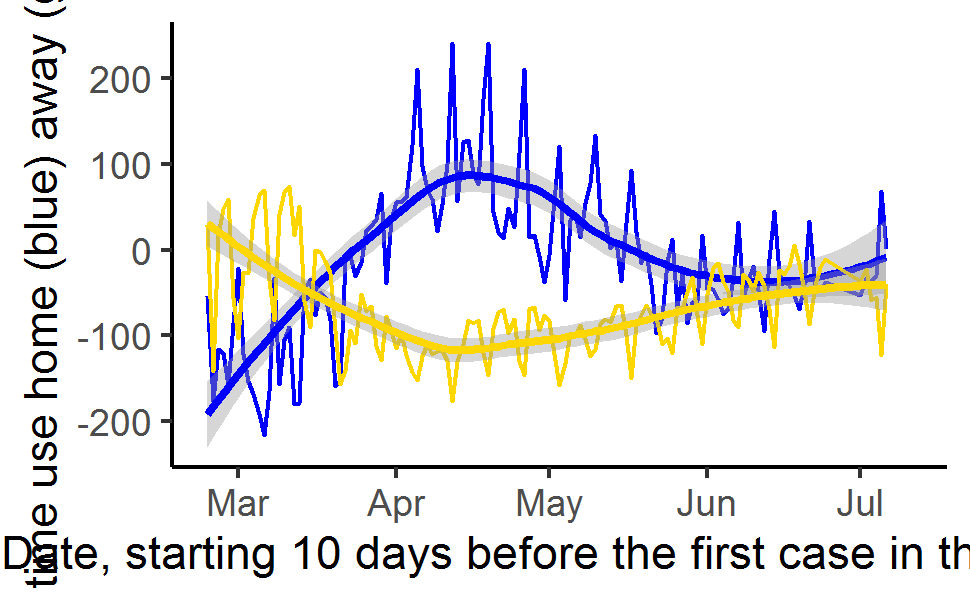 time use home (blue) away (
200
100
0
-100
-200
Mar Apr May Jun Jul
Date, starting 10 days before the first case in th